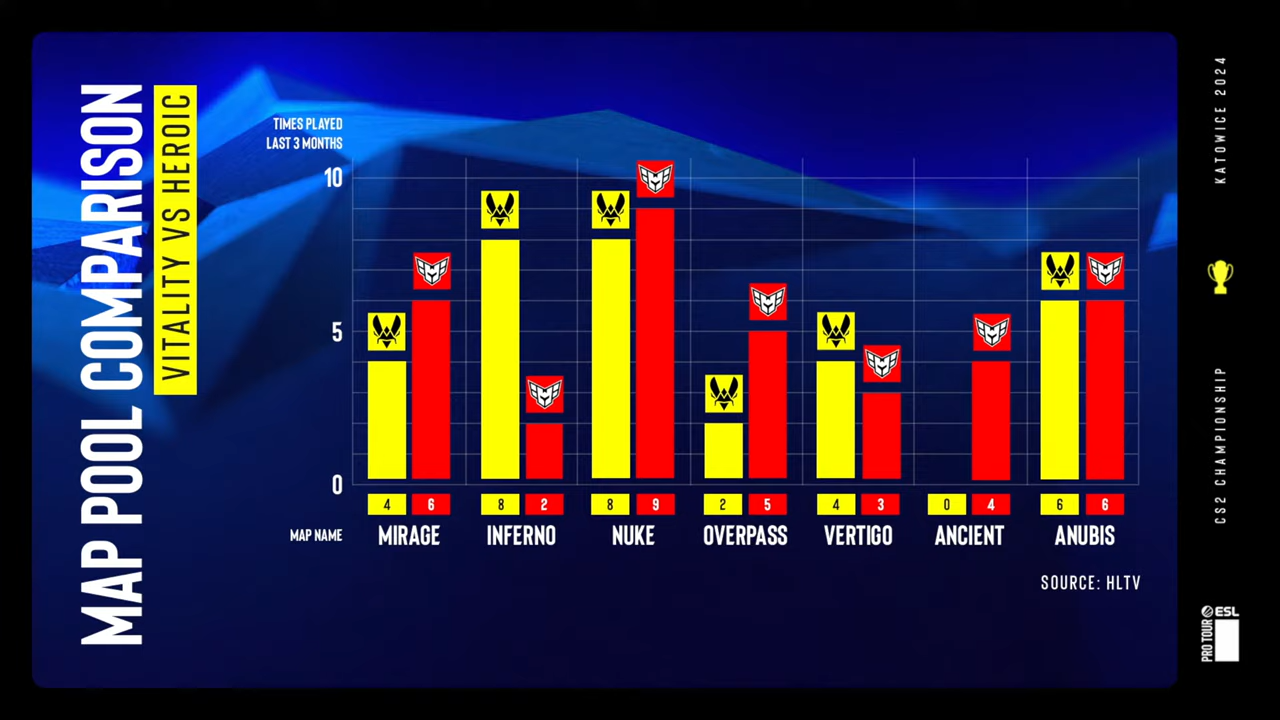 MAP POOL COMPARISON
VITALITY VS HEROIC
TIMES PLAYED
LAST 3 MONTHS
10
5
0
4 6 8 2 8 9 2 5 4 3 0 4 6 6
MAP NAME MIRAGE INFERNO NUKE OVERPASS VERTIGO ANCIENT ANUBIS
SOURCE: HLTV
KATOWICE 2024
CS2 CHAMPIONSHIP
ESL
PRO TOUR